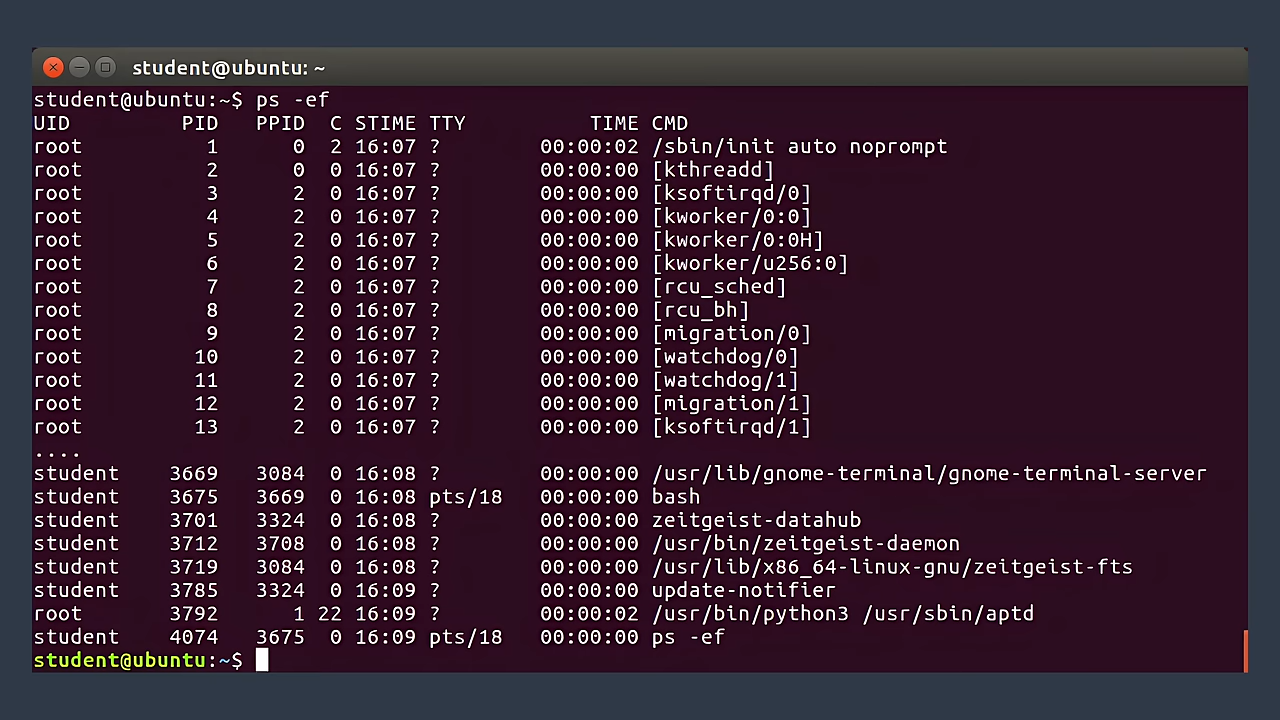 student@ubuntu: ~
student@ubuntu:~$ ps -ef
UID         PID   PPID  C STIME TTY          TIME CMD
root          1      0  2 16:07 ?        00:00:02 /sbin/init auto noprompt
root          2      0  0 16:07 ?        00:00:00 [kthreadd]
root          3      2  0 16:07 ?        00:00:00 [ksoftirqd/0]
root          4      2  0 16:07 ?        00:00:00 [kworker/0:0]
root          5      2  0 16:07 ?        00:00:00 [kworker/0:0H]
root          6      2  0 16:07 ?        00:00:00 [kworker/u256:0]
root          7      2  0 16:07 ?        00:00:00 [rcu_sched]
root          8      2  0 16:07 ?        00:00:00 [rcu_bh]
root          9      2  0 16:07 ?        00:00:00 [migration/0]
root         10      2  0 16:07 ?        00:00:00 [watchdog/0]
root         11      2  0 16:07 ?        00:00:00 [watchdog/1]
root         12      2  0 16:07 ?        00:00:00 [migration/1]
root         13      2  0 16:07 ?        00:00:00 [ksoftirqd/1]
....
student    3669   3084  0 16:08 ?        00:00:00 /usr/lib/gnome-terminal/gnome-terminal-server
student    3675   3669  0 16:08 pts/18   00:00:00 bash
student    3701   3324  0 16:08 ?        00:00:00 zeitgeist-datahub
student    3712   3708  0 16:08 ?        00:00:00 /usr/bin/zeitgeist-daemon
student    3719   3084  0 16:08 ?        00:00:00 /usr/lib/x86_64-linux-gnu/zeitgeist-fts
student    3785   3324  0 16:09 ?        00:00:00 update-notifier
root       3792      1 22 16:09 ?        00:00:02 /usr/bin/python3 /usr/sbin/aptd
student    4074   3675  0 16:09 pts/18   00:00:00 ps -ef
student@ubuntu:~$